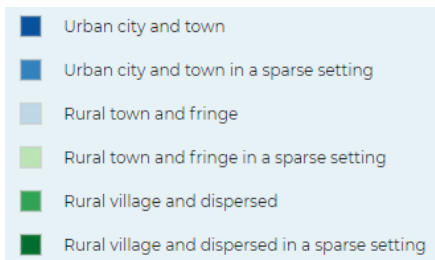 Urban city and town
Urban city and town in a sparse setting
Rural town and fringe
Rural town and fringe in a sparse setting
Rural village and dispersed
Rural village and dispersed in a sparse setting